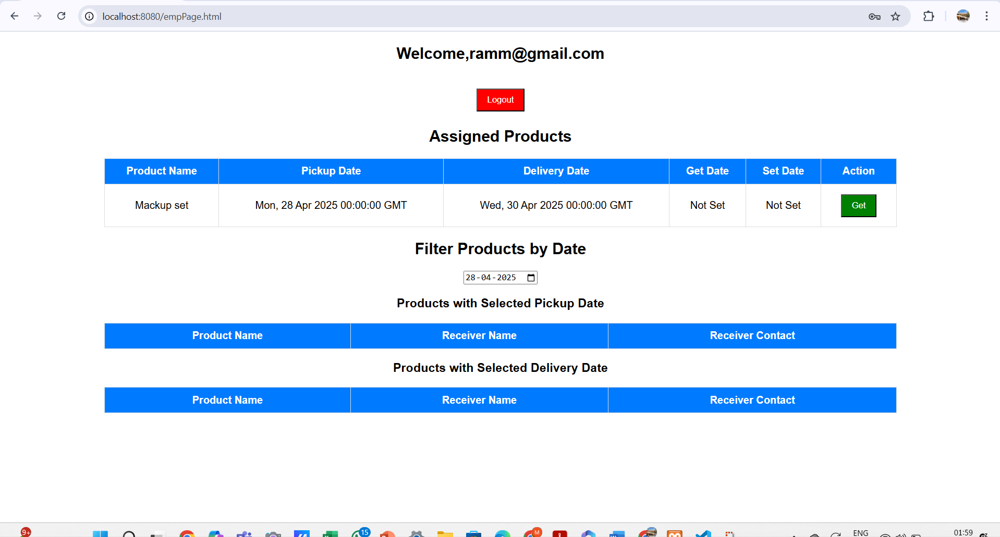 localhost:8080/empPage.html
Welcome,ramm@gmail.com
Logout
Assigned Products
Product Name Pickup Date Delivery Date Get Date Set Date Action
Mackup set Mon, 28 Apr 2025 00:00:00 GMT Wed, 30 Apr 2025 00:00:00 GMT Not Set Not Set Get
Filter Products by Date
28-04-2025
Products with Selected Pickup Date
Product Name Receiver Name Receiver Contact
Products with Selected Delivery Date
Product Name Receiver Name Receiver Contact
9+ 15 M ENG 01:59